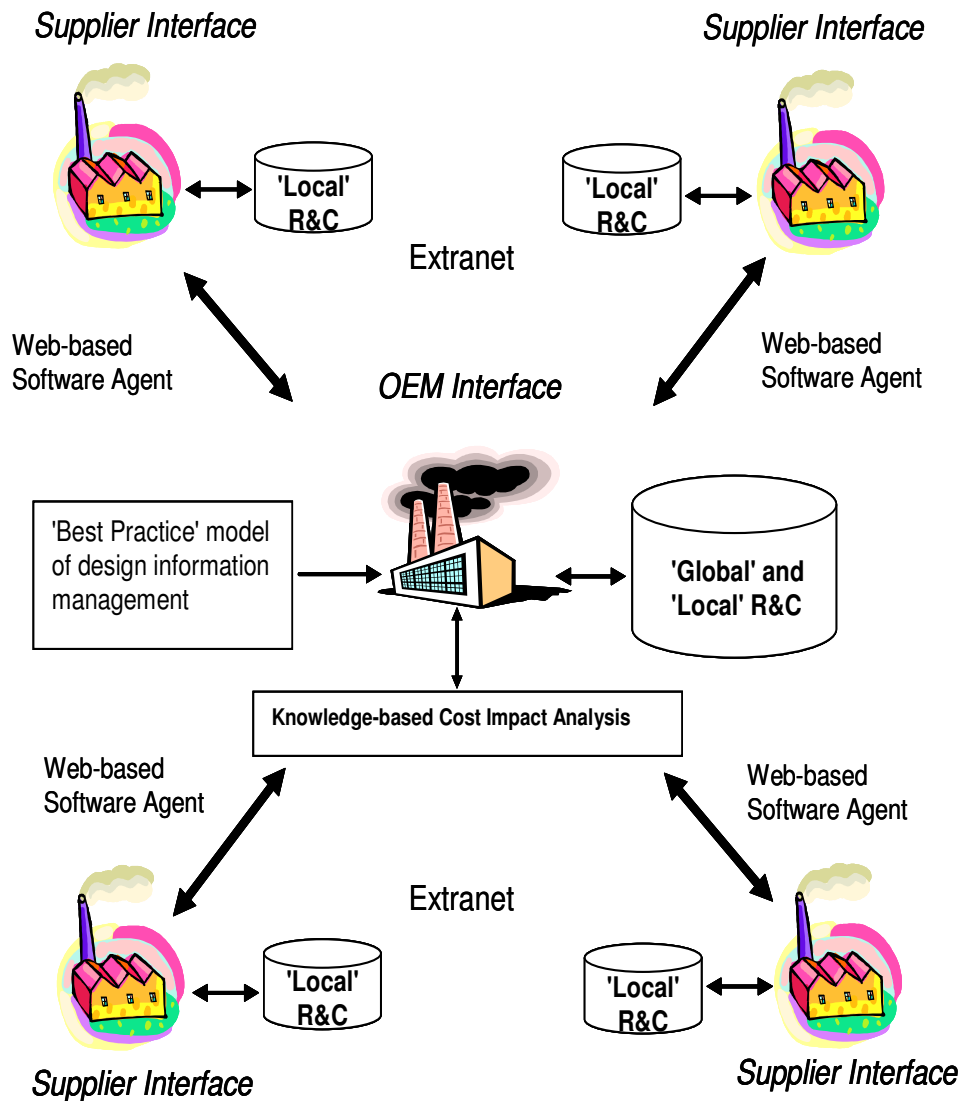 Supplier Interface
Supplier Interface
'Local'
R&C
'Local'
R&C
Extranet
Web-based
Software Agent
Web-based
Software Agent
OEM Interface
'Best Practice' model
of design information
management
'Global' and
'Local' R&C
Knowledge-based Cost Impact Analysis
Web-based
Software Agent
Web-based
Software Agent
Extranet
'Local'
R&C
'Local'
R&C
Supplier Interface
Supplier Interface